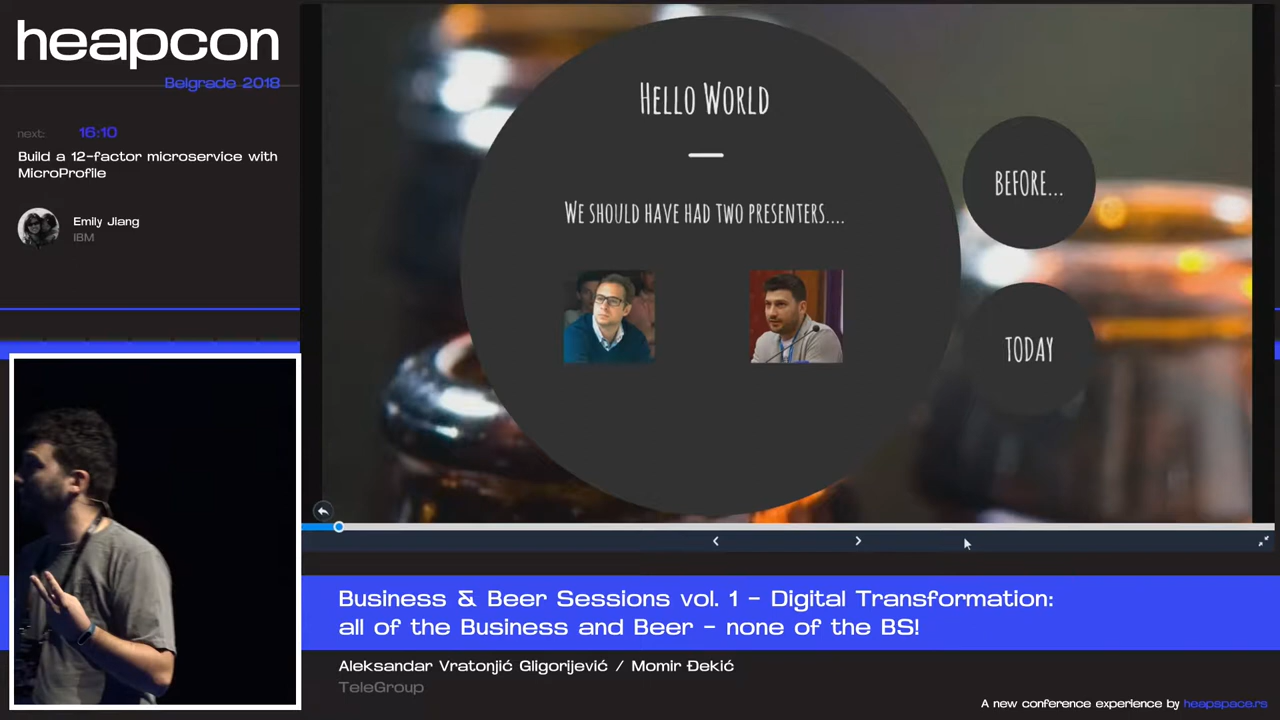 heapcon
Belgrade 2018
next: 16:10
Build a 12-factor microservice with
MicroProfile
Emily Jiang
IBM
Hello World
We should have had two presenters....
BEFORE...
TODAY
Business & Beer Sessions vol. 1 - Digital Transformation:
all of the Business and Beer - none of the BS!
Aleksandar Vratonjić Gligorijević / Momir Đekić
TeleGroup
A new conference experience by heapspace.rs